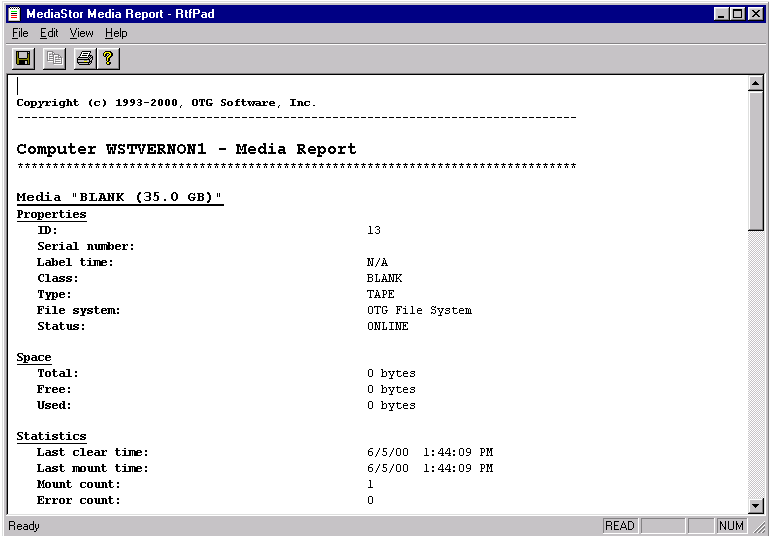 MediaStor Media Report - RtfPad
File Edit View Help
Copyright (c) 1993-2000, OTG Software, Inc.
--------------------------------------------------------------------------------
Computer WSTVERNON1 - Media Report
********************************************************************************
Media "BLANK (35.0 GB)"
Properties
ID: 13
Serial number:
Label time: N/A
Class: BLANK
Type: TAPE
File system: OTG File System
Status: ONLINE
Space
Total: 0 bytes
Free: 0 bytes
Used: 0 bytes
Statistics
Last clear time: 6/5/00 1:44:09 PM
Last mount time: 6/5/00 1:44:09 PM
Mount count: 1
Error count: 0
Ready READ NUM